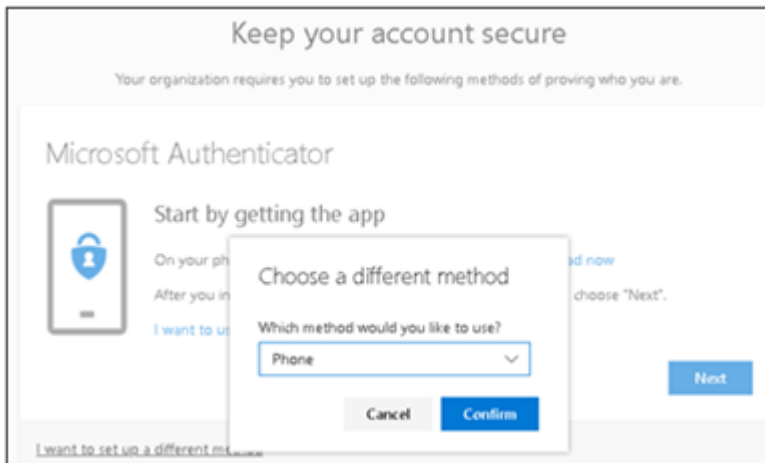 Keep your account secure
Your organization requires you to set up the following methods of proving who you are.
Microsoft Authenticator
Start by getting the app
On your ph
ad now
Choose a different method
After you in
choose "Next".
I want to us
Which method would you like to use?
Phone
Next
Cancel
Confirm
I want to set up a different